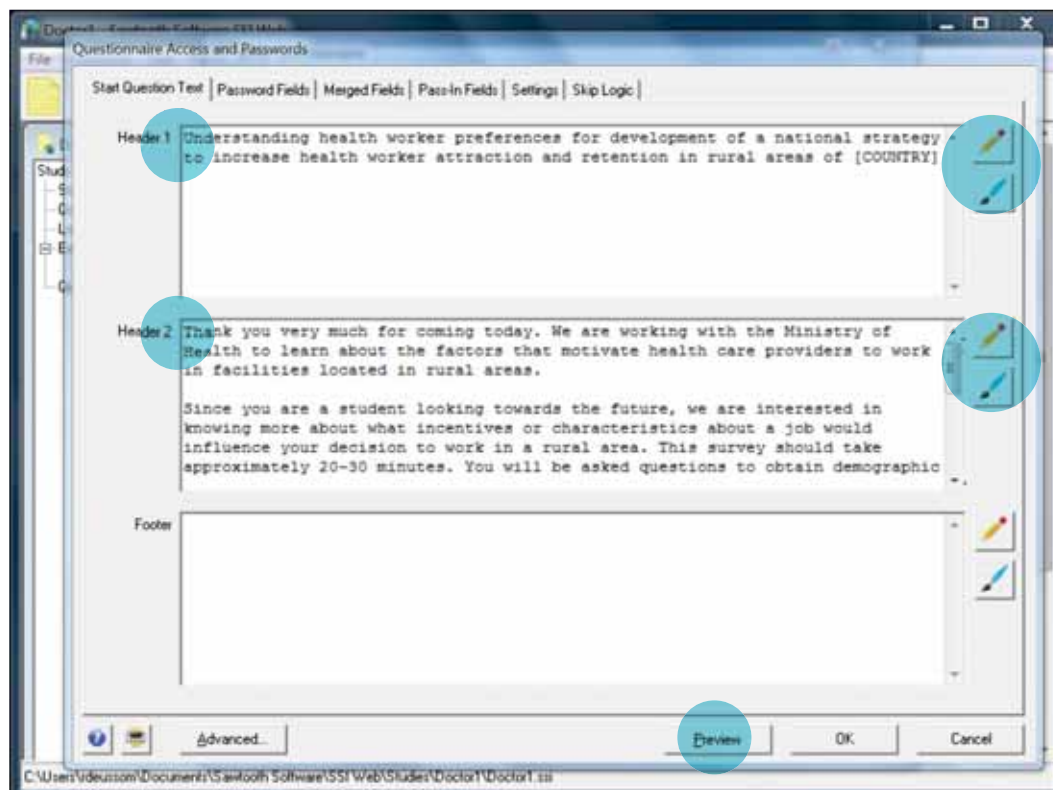 Doctor1 - Sawtooth Software SSI Web
File
Questionnaire Access and Passwords
Start Question Text | Password Fields | Merged Fields | Pass-In Fields | Settings | Skip Logic
Stud
Header 1
Understanding health worker preferences for development of a national strategy
to increase health worker attraction and retention in rural areas of [COUNTRY]
Header 2
Thank you very much for coming today. We are working with the Ministry of
Health to learn about the factors that motivate health care providers to work
in facilities located in rural areas.
Since you are a student looking towards the future, we are interested in
knowing more about what incentives or characteristics about a job would
influence your decision to work in a rural area. This survey should take
approximately 20-30 minutes. You will be asked questions to obtain demographic
Footer
Advanced...
Preview
OK
Cancel
C:\Users\vdeussom\Documents\Sawtooth Software\SSI Web\Studies\Doctor1\Doctor1.ssi